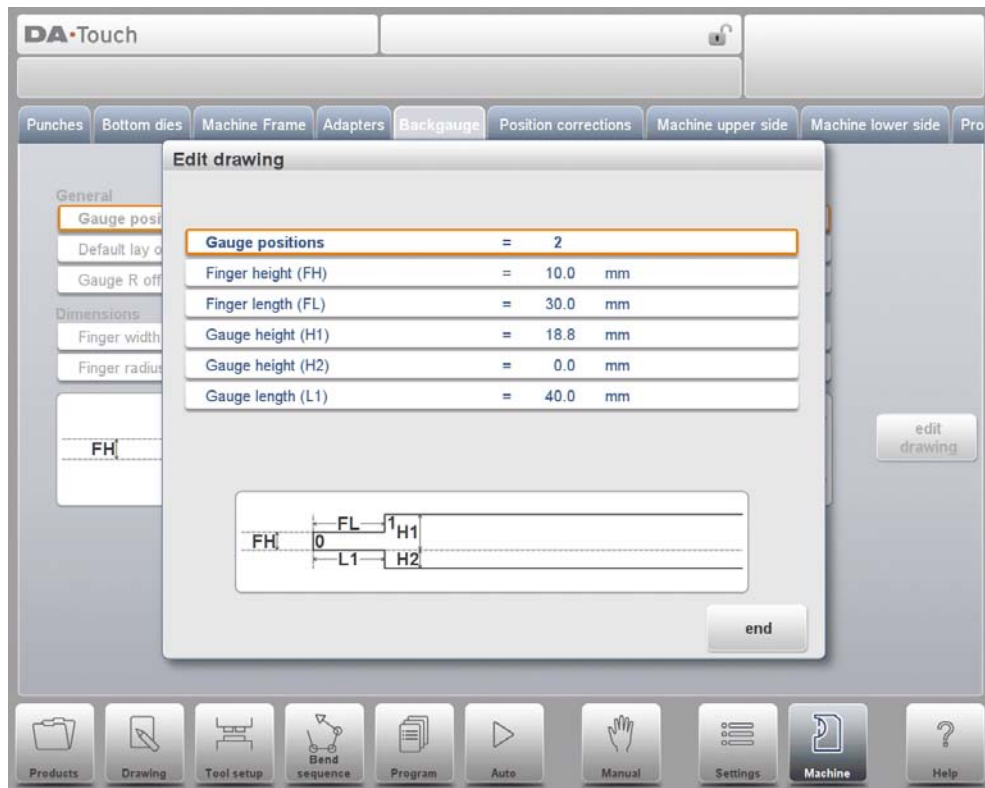 DA·Touch
Punches Bottom dies Machine Frame Adapters Backgauge Position corrections Machine upper side Machine lower side Pro
Edit drawing
General
Gauge posi
Default lay o
Gauge R off
Dimensions
Finger width
Finger radius
Gauge positions = 2
Finger height (FH) = 10.0 mm
Finger length (FL) = 30.0 mm
Gauge height (H1) = 18.8 mm
Gauge height (H2) = 0.0 mm
Gauge length (L1) = 40.0 mm
edit
drawing
FH
FL 1 H1
FH 0
L1 H2
end
Products Drawing Tool setup Bend sequence Program Auto Manual Settings Machine Help